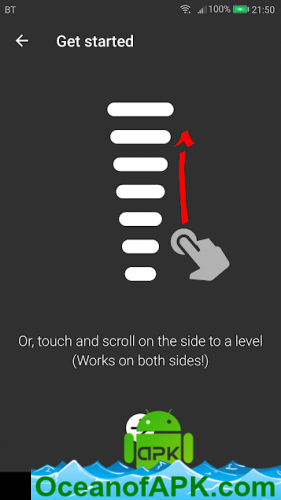 BT 100% 21:50
Get started
Or, touch and scroll on the side to a level
(Works on both sides!)
apk
OceanofAPK.com